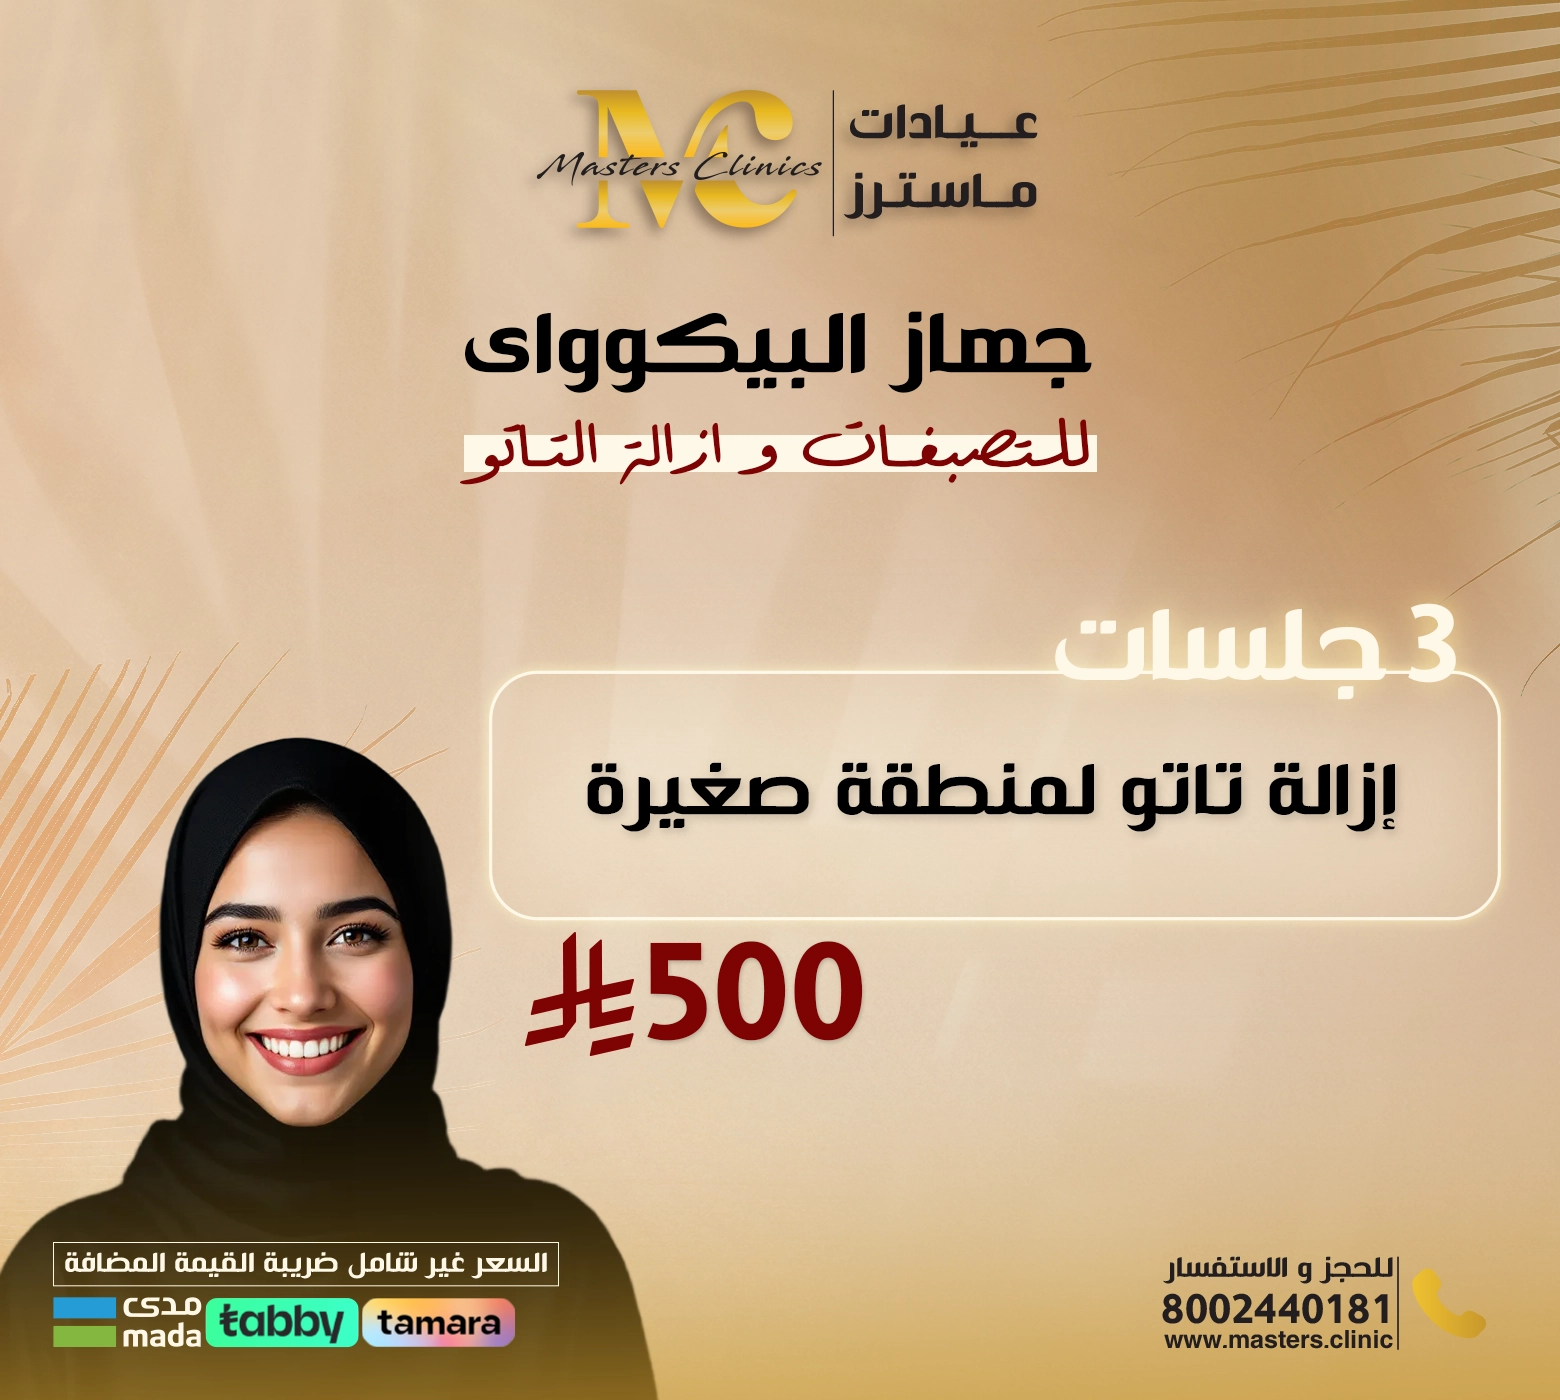 Masters Clinics
عيادات
ماسترز
جهاز البيكوواى
للتصبغات و ازالة التاتو
3 جلسات
إزالة تاتو لمنطقة صغيرة
500
السعر غير شامل ضريبة القيمة المضافة
مدى
mada
tabby
tamara
للحجز و الاستفسار
8002440181
www.masters.clinic